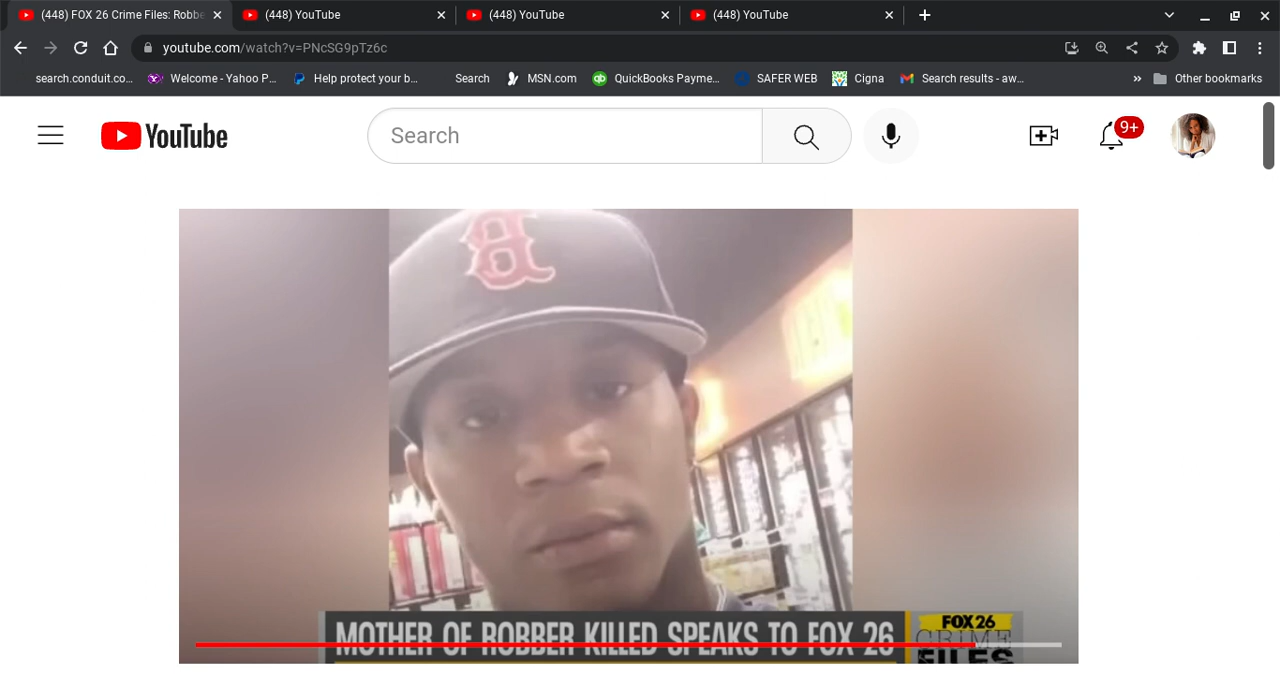 (448) FOX 26 Crime Files: Robbe
(448) YouTube
(448) YouTube
(448) YouTube
youtube.com/watch?v=PNcSG9pTz6c
search.conduit.co...
Welcome - Yahoo P...
Help protect your b...
Search
MSN.com
QuickBooks Payme...
SAFER WEB
Cigna
Search results - aw...
»
Other bookmarks
YouTube
Search
9+
B
MOTHER OF ROBBER KILLED SPEAKS TO FOX 26
FOX 26
CRIME
FILES